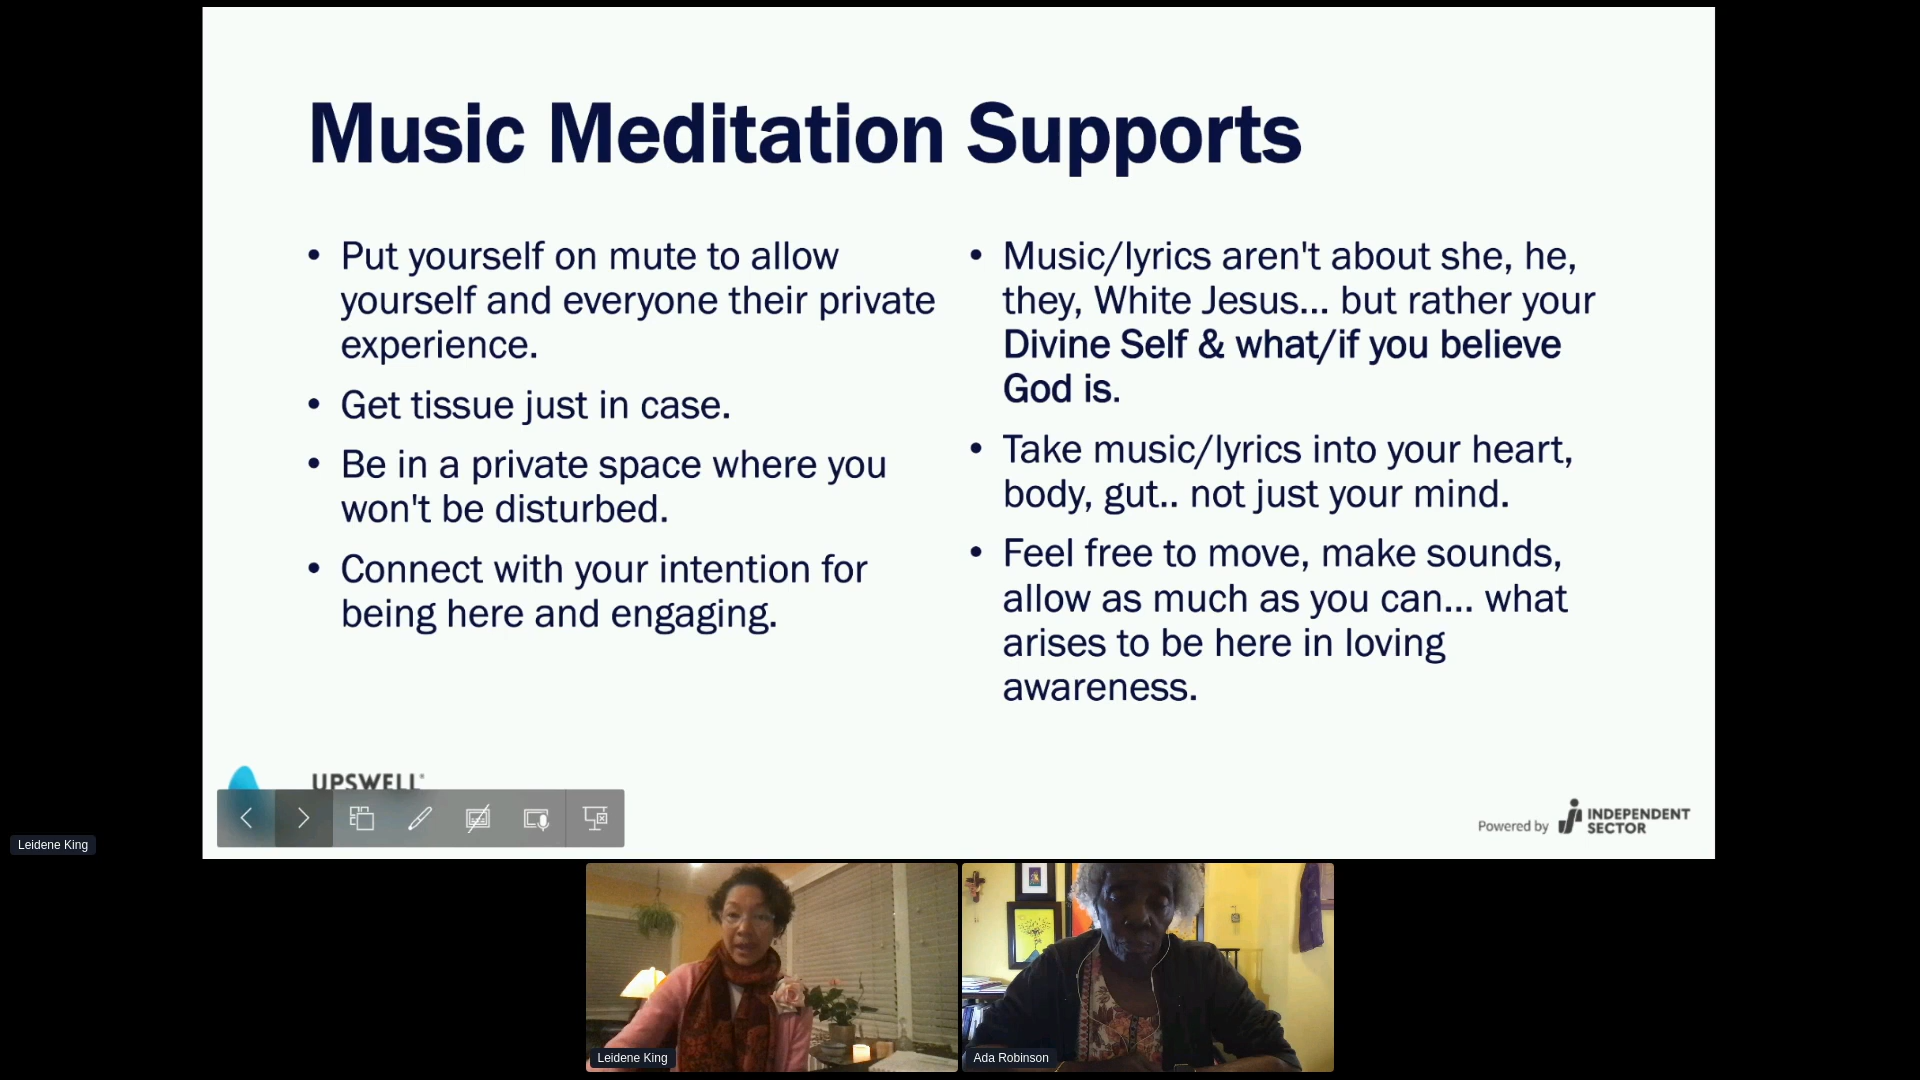 Music Meditation Supports
• Put yourself on mute to allow
yourself and everyone their private
experience.
• Get tissue just in case.
• Be in a private space where you
won't be disturbed.
• Connect with your intention for
being here and engaging.
• Music/lyrics aren't about she, he,
they, White Jesus... but rather your
Divine Self & what/if you believe
God is.
• Take music/lyrics into your heart,
body, gut.. not just your mind.
• Feel free to move, make sounds,
allow as much as you can... what
arises to be here in loving
awareness.
UPSWELL
Powered by INDEPENDENT
SECTOR
Leidene King
Leidene King
Ada Robinson